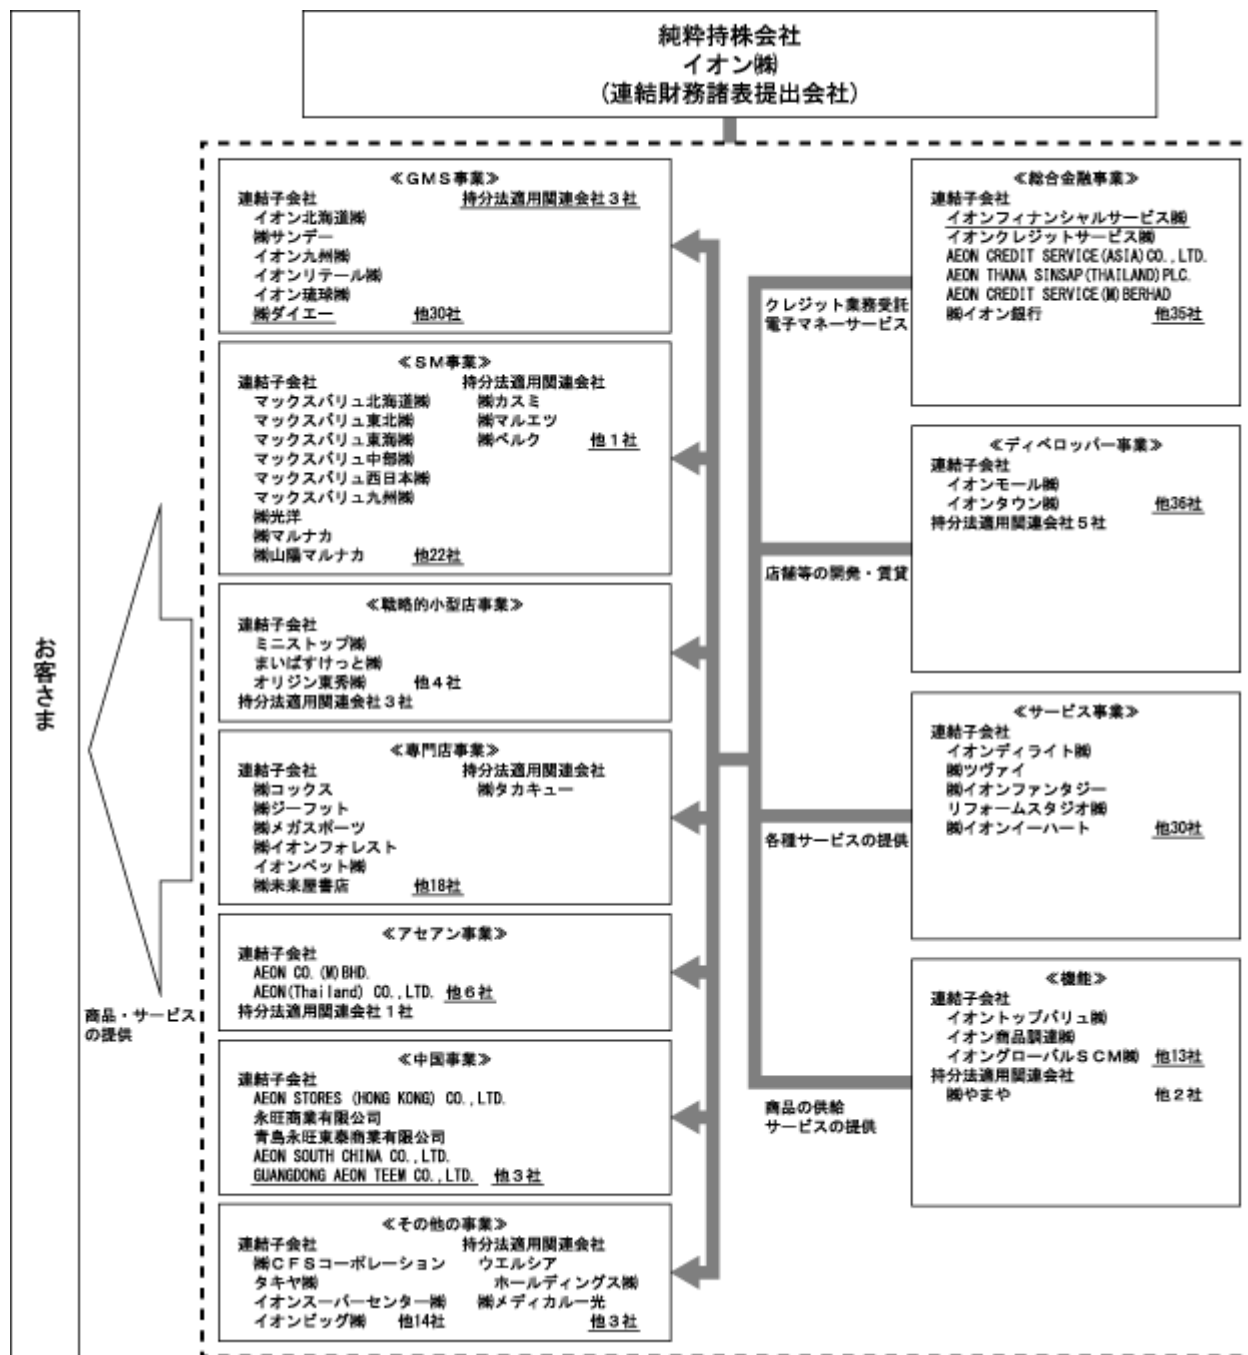 純粋持株会社
イオン㈱
(連結財務諸表提出会社)
お客さま
商品・サービス
の提供
≪GMS事業≫
連結子会社 持分法適用関連会社3社
イオン北海道㈱
㈱サンデー
イオン九州㈱
イオンリテール㈱
イオン琉球㈱
㈱ダイエー 他30社
≪SM事業≫
連結子会社 持分法適用関連会社
マックスバリュ北海道㈱ ㈱カスミ
マックスバリュ東北㈱ ㈱マルエツ
マックスバリュ東海㈱ ㈱ベルク 他1社
マックスバリュ中部㈱
マックスバリュ西日本㈱
マックスバリュ九州㈱
㈱光洋
㈱マルナカ
㈱山陽マルナカ 他22社
≪戦略的小型店事業≫
連結子会社
ミニストップ㈱
まいばすけっと㈱
オリジン東秀㈱ 他4社
持分法適用関連会社3社
≪専門店事業≫
連結子会社 持分法適用関連会社
㈱コックス ㈱タカキュー
㈱ジーフット
㈱メガスポーツ
㈱イオンフォレスト
イオンペット㈱
㈱未来屋書店 他18社
≪アセアン事業≫
連結子会社
AEON CO.(M)BHD.
AEON(Thailand) CO.,LTD. 他6社
持分法適用関連会社1社
≪中国事業≫
連結子会社
AEON STORES (HONG KONG) CO.,LTD.
永旺商業有限公司
青島永旺東泰商業有限公司
AEON SOUTH CHINA CO.,LTD.
GUANGDONG AEON TEEM CO.,LTD. 他3社
≪その他の事業≫
連結子会社 持分法適用関連会社
㈱CFSコーポレーション ウエルシア
タキヤ㈱ ホールディングス㈱
イオンスーパーセンター㈱ ㈱メディカル一光
イオンビッグ㈱ 他14社 他3社
≪総合金融事業≫
連結子会社
イオンフィナンシャルサービス㈱
イオンクレジットサービス㈱
AEON CREDIT SERVICE(ASIA)CO.,LTD.
AEON THANA SINSAP(THAILAND)PLC.
AEON CREDIT SERVICE(M)BERHAD
㈱イオン銀行 他35社
クレジット業務受託
電子マネーサービス
≪ディベロッパー事業≫
連結子会社
イオンモール㈱
イオンタウン㈱ 他36社
持分法適用関連会社5社
店舗等の開発・賃貸
≪サービス事業≫
連結子会社
イオンディライト㈱
㈱ツヴァイ
㈱イオンファンタジー
リフォームスタジオ㈱
㈱イオンイーハート 他30社
各種サービスの提供
≪機能≫
連結子会社
イオントップバリュ㈱
イオン商品調達㈱
イオングローバルSCM㈱ 他13社
持分法適用関連会社
㈱やまや 他2社
商品の供給
サービスの提供